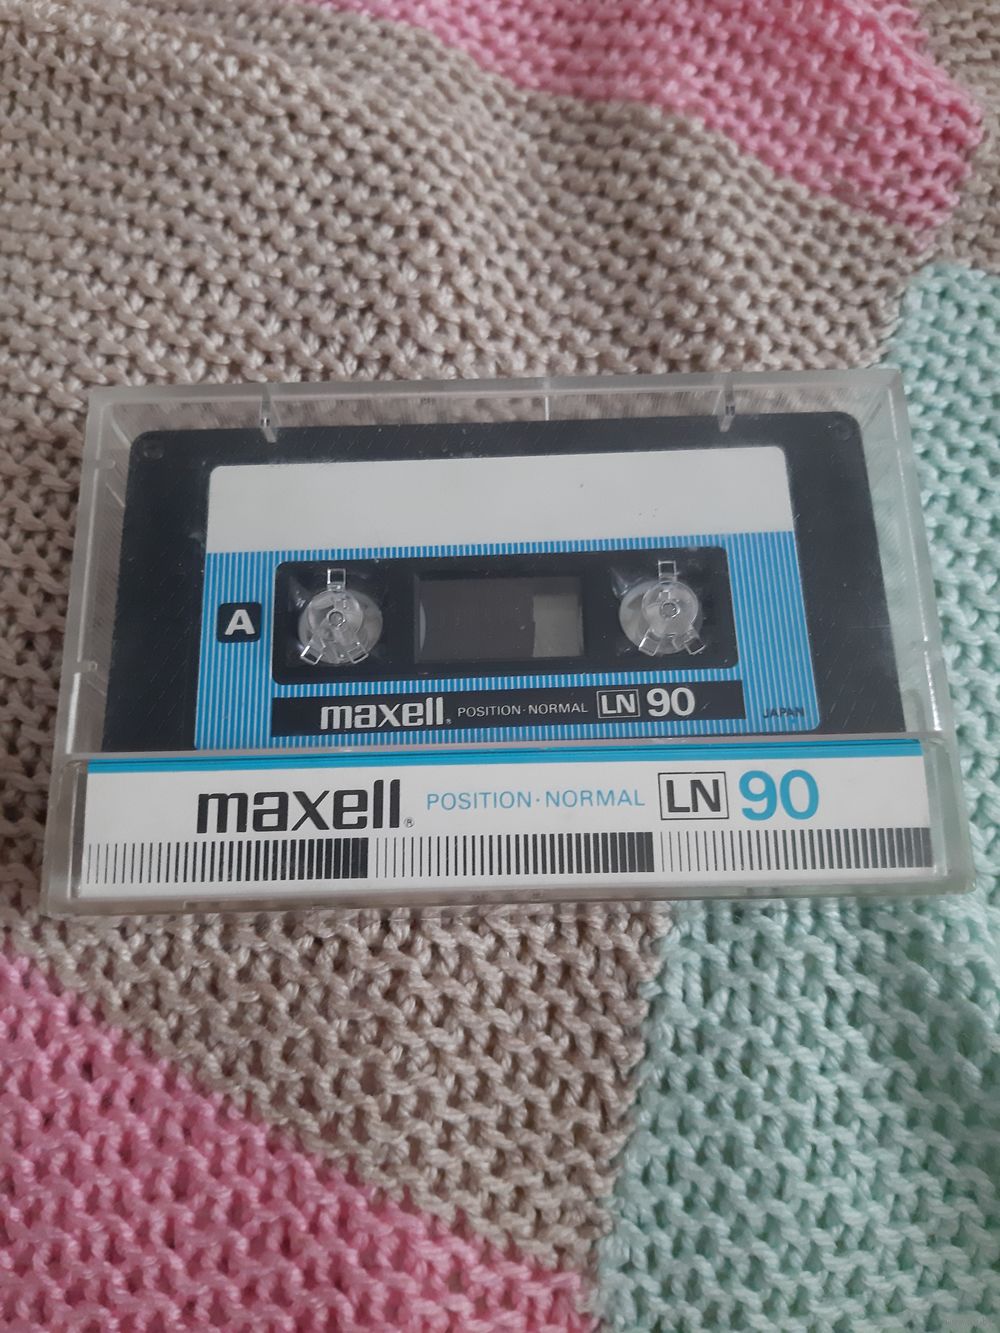 A
maxell® POSITION·NORMAL LN 90
JAPAN
maxell® POSITION·NORMAL LN 90